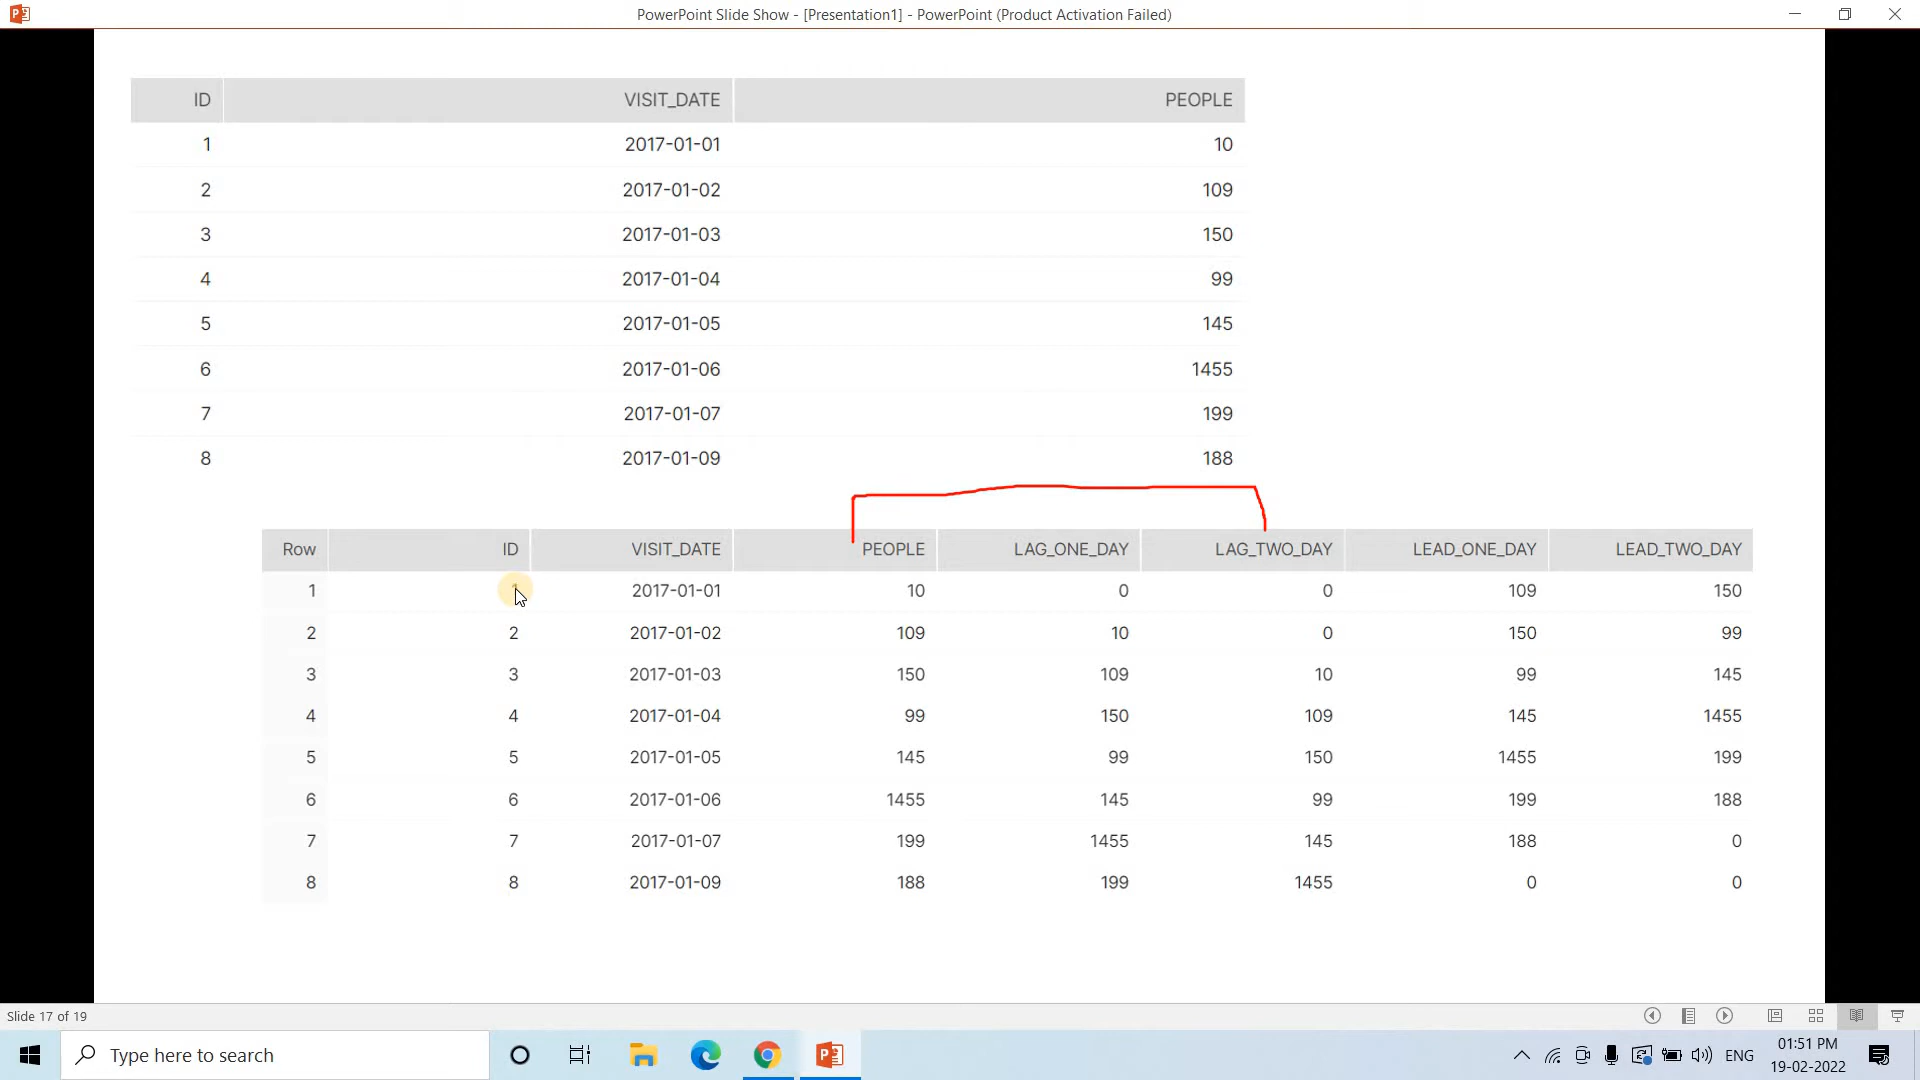 PowerPoint Slide Show - [Presentation1] - PowerPoint (Product Activation Failed)
ID VISIT_DATE PEOPLE
1 2017-01-01 10
2 2017-01-02 109
3 2017-01-03 150
4 2017-01-04 99
5 2017-01-05 145
6 2017-01-06 1455
7 2017-01-07 199
8 2017-01-09 188
Row ID VISIT_DATE PEOPLE LAG_ONE_DAY LAG_TWO_DAY LEAD_ONE_DAY LEAD_TWO_DAY
1 1 2017-01-01 10 0 0 109 150
2 2 2017-01-02 109 10 0 150 99
3 3 2017-01-03 150 109 10 99 145
4 4 2017-01-04 99 150 109 145 1455
5 5 2017-01-05 145 99 150 1455 199
6 6 2017-01-06 1455 145 99 199 188
7 7 2017-01-07 199 1455 145 188 0
8 8 2017-01-09 188 199 1455 0 0
Slide 17 of 19
Type here to search
ENG
01:51 PM
19-02-2022